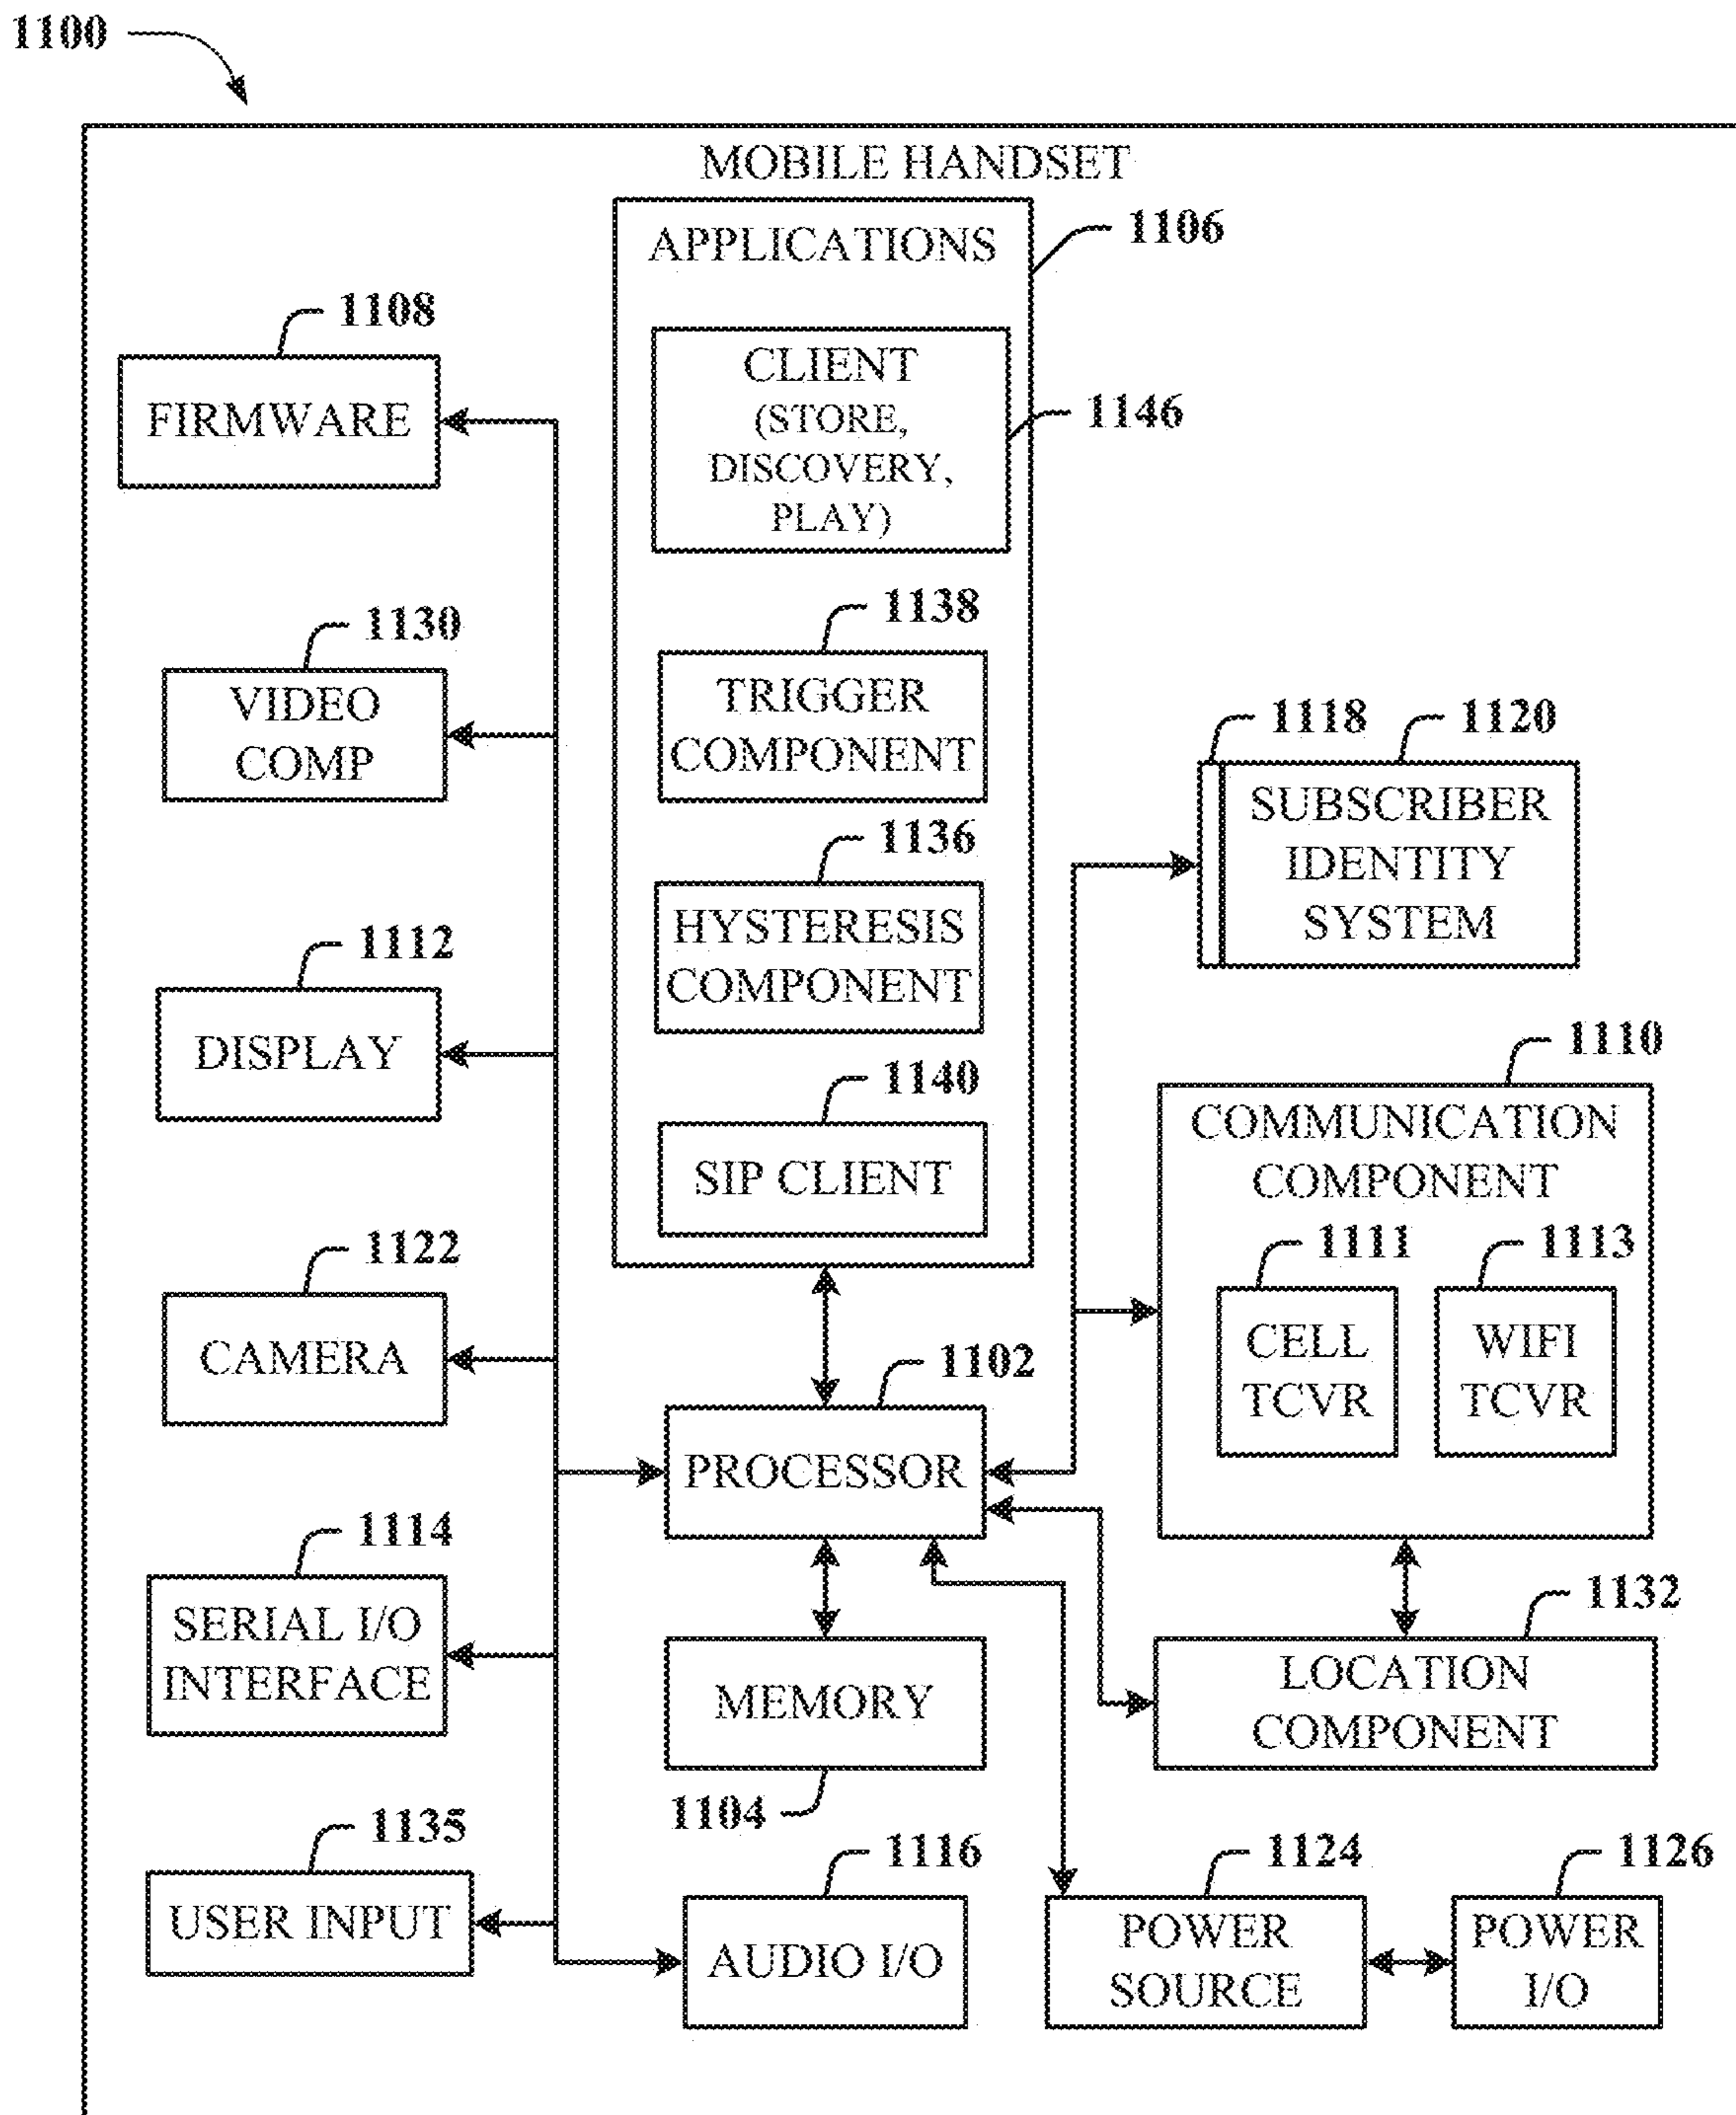 1100
MOBILE HANDSET
APPLICATIONS
1106
CLIENT
(STORE,
DISCOVERY,
PLAY)
1146
1138
TRIGGER
COMPONENT
1136
HYSTERESIS
COMPONENT
1140
SIP CLIENT
1108
FIRMWARE
1130
VIDEO
COMP
1112
DISPLAY
1122
CAMERA
1114
SERIAL I/O
INTERFACE
1135
USER INPUT
1102
PROCESSOR
MEMORY
1104
1116
AUDIO I/O
1118
1120
SUBSCRIBER
IDENTITY
SYSTEM
1110
COMMUNICATION
COMPONENT
1111
CELL
TCVR
1113
WIFI
TCVR
1132
LOCATION
COMPONENT
1124
POWER
SOURCE
1126
POWER
I/O